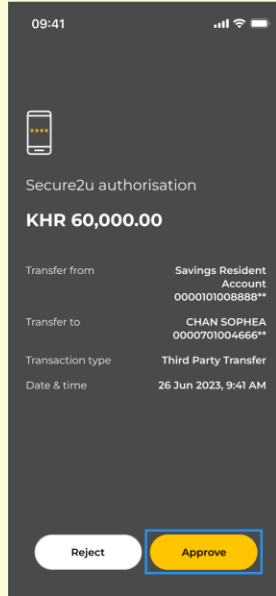 09:41
****
Secure2u authorisation
KHR 60,000.00
Transfer from
Savings Resident
Account
0000101008888**
Transfer to
CHAN SOPHEA
0000701004666**
Transaction type
Third Party Transfer
Date & time
26 Jun 2023, 9:41 AM
Reject
Approve